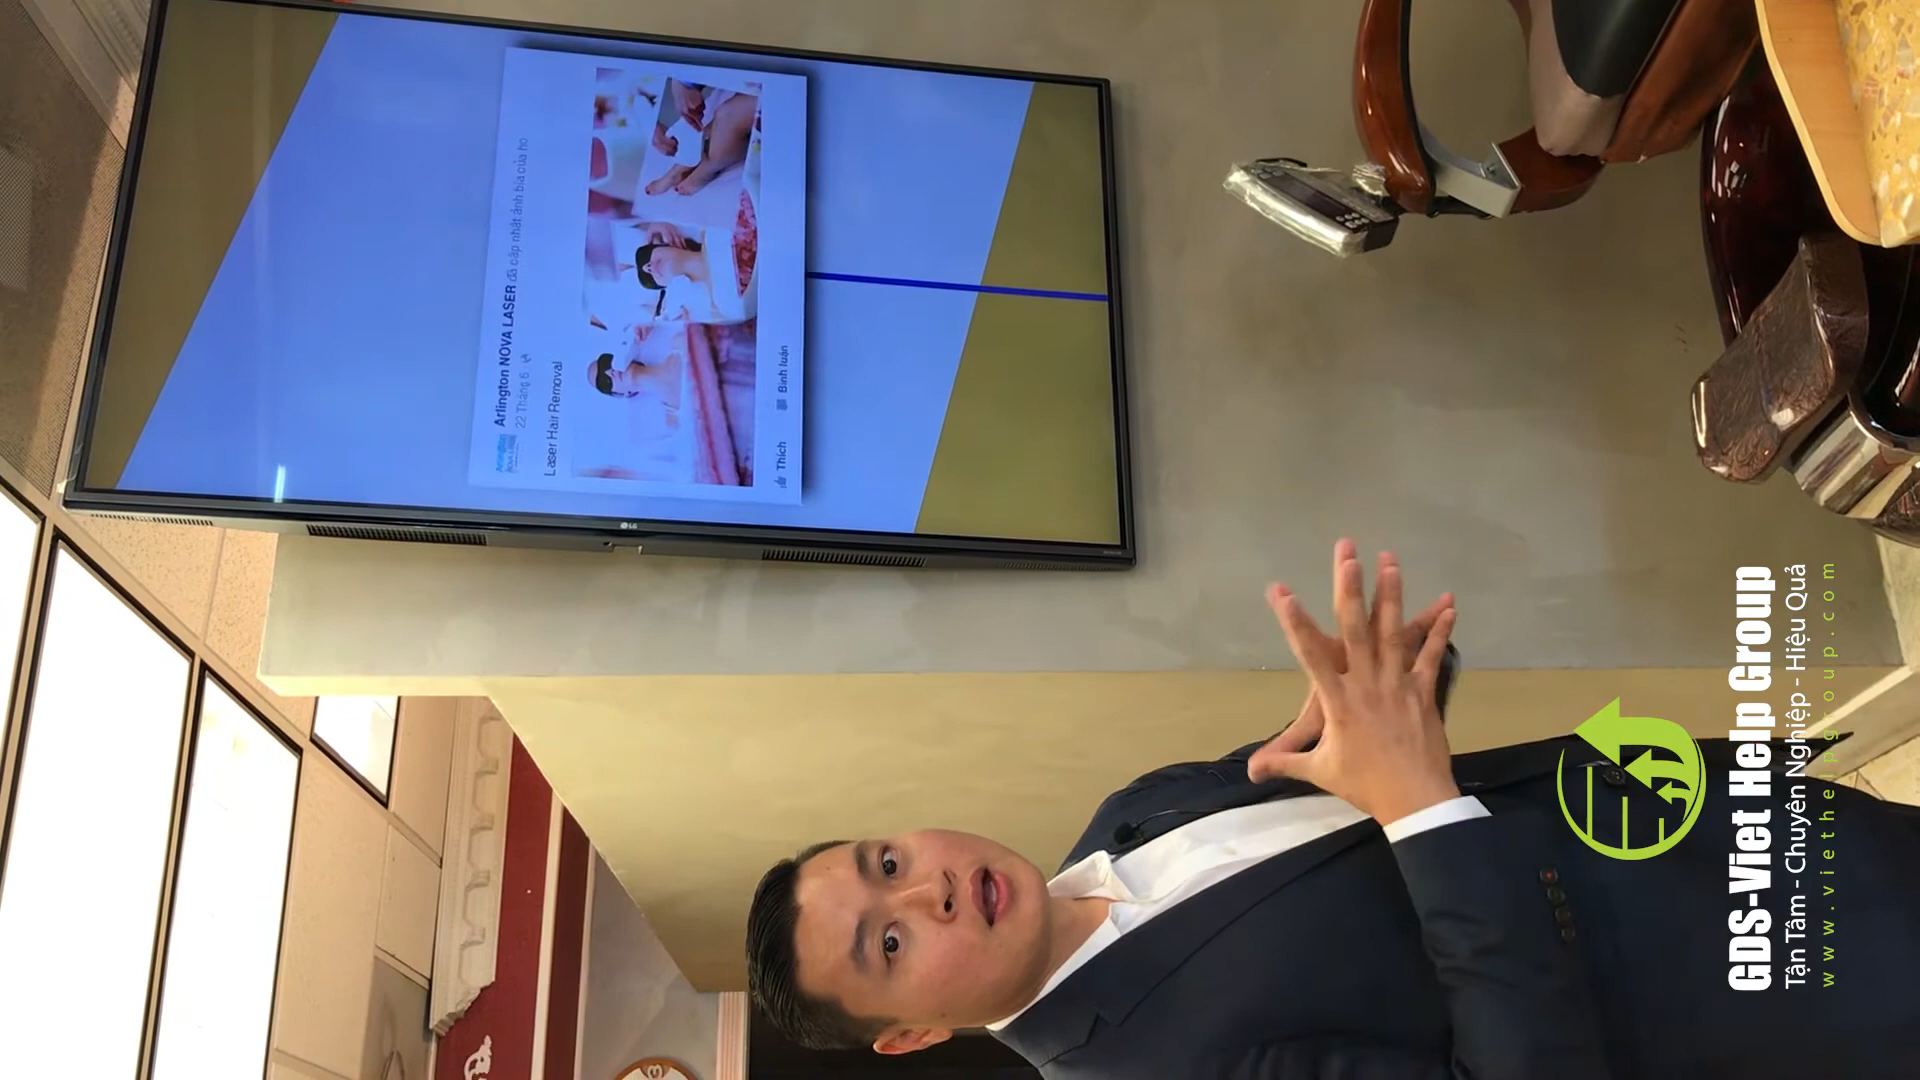 Arlington NOVA LASER đã cập nhật ảnh bìa của họ
22 Tháng 6
Laser Hair Removal
Thích
Bình luận
LG
GDS-Viet Help Group
Tận Tâm - Chuyên Nghiệp - Hiệu Quả
www.viethelpgroup.com